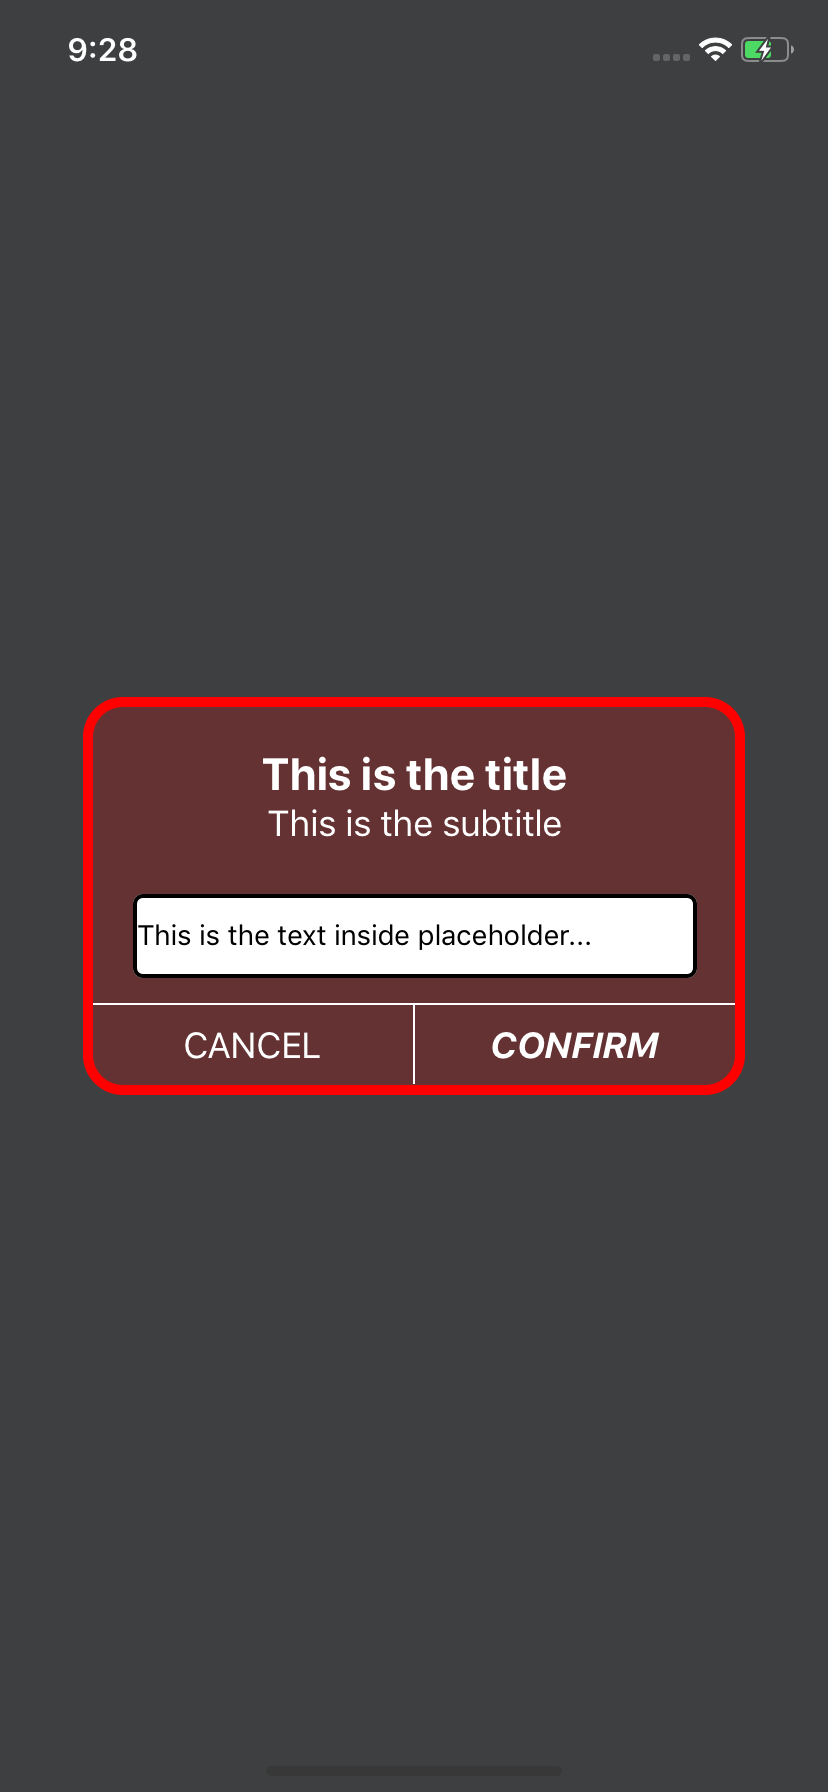 9:28
This is the title
This is the subtitle
This is the text inside placeholder...
CANCEL CONFIRM